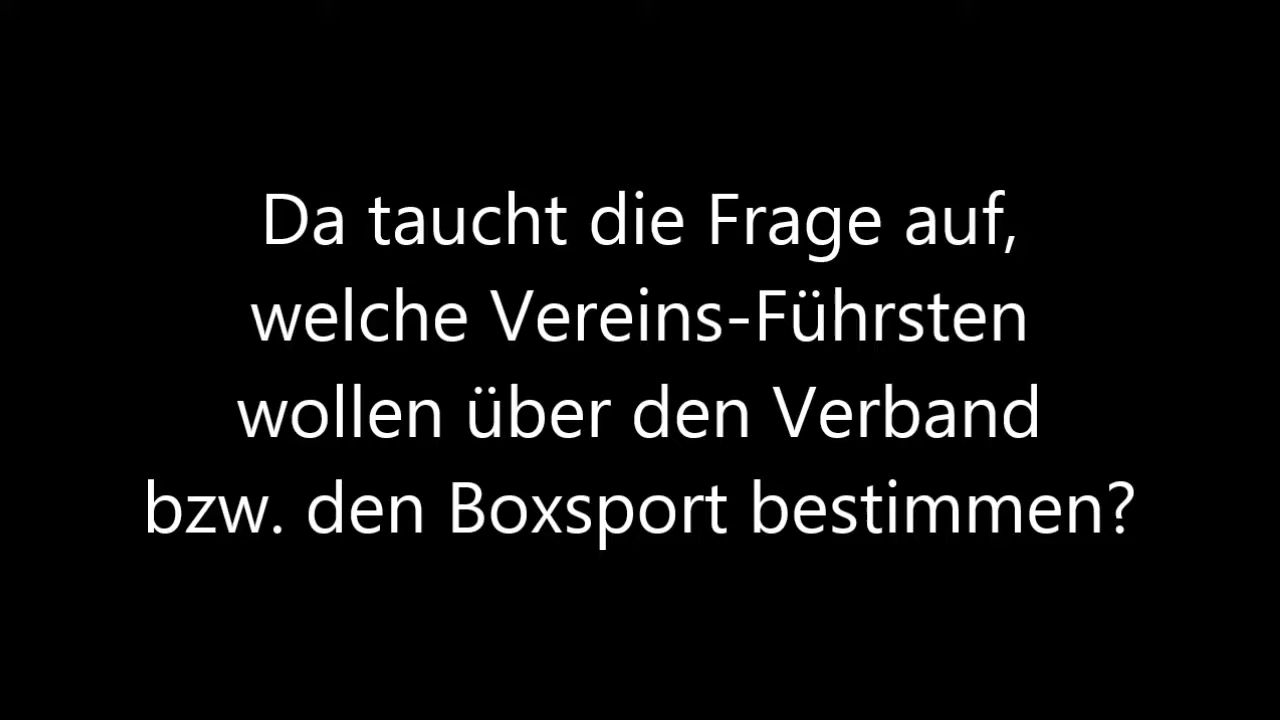 Da taucht die Frage auf,
welche Vereins-Führsten
wollen über den Verband
bzw. den Boxsport bestimmen?